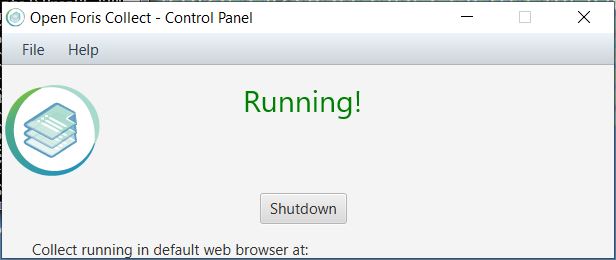 Open Foris Collect - Control Panel
File Help
Running!
Shutdown
Collect running in default web browser at: